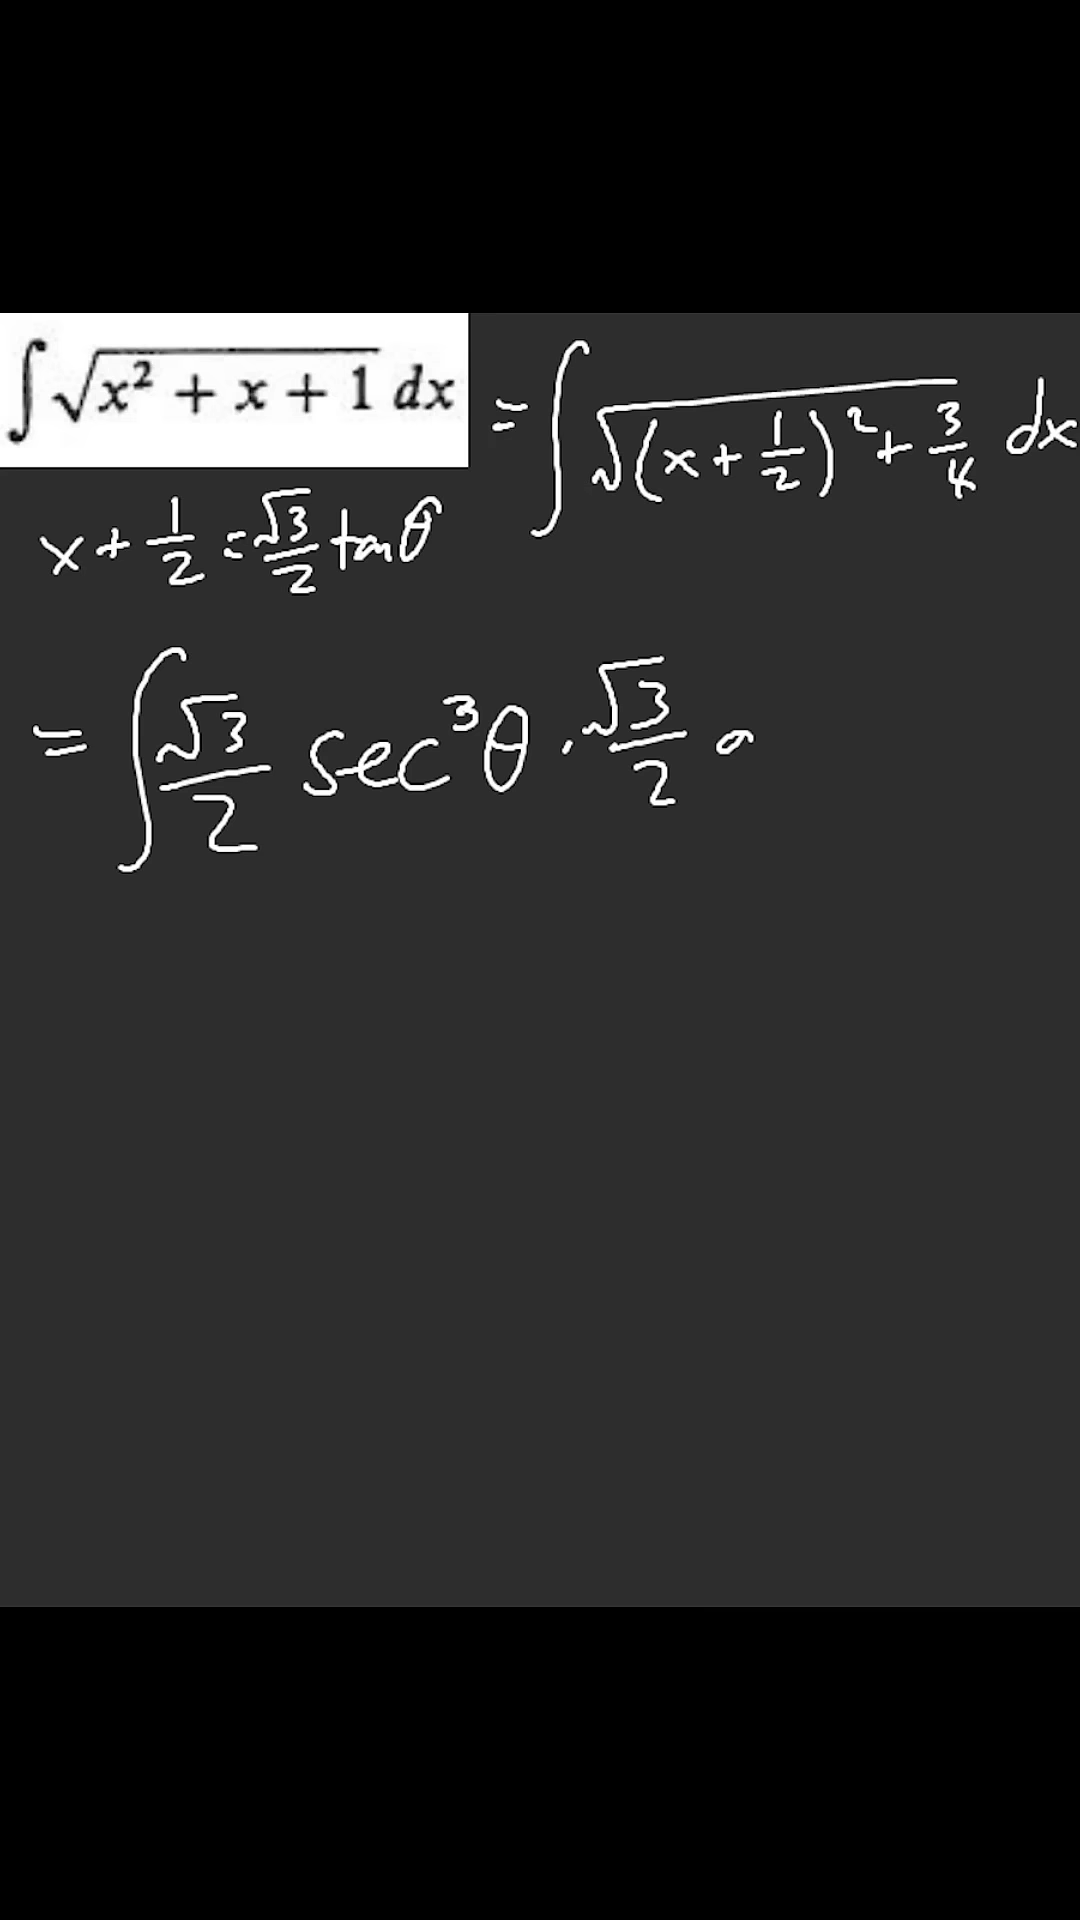 ∫√(x² + x + 1) dx = ∫√((x + 1/2)² + 3/4) dx
x + 1/2 = √3/2 tan θ
= ∫ √3/2 sec³θ · √3/2